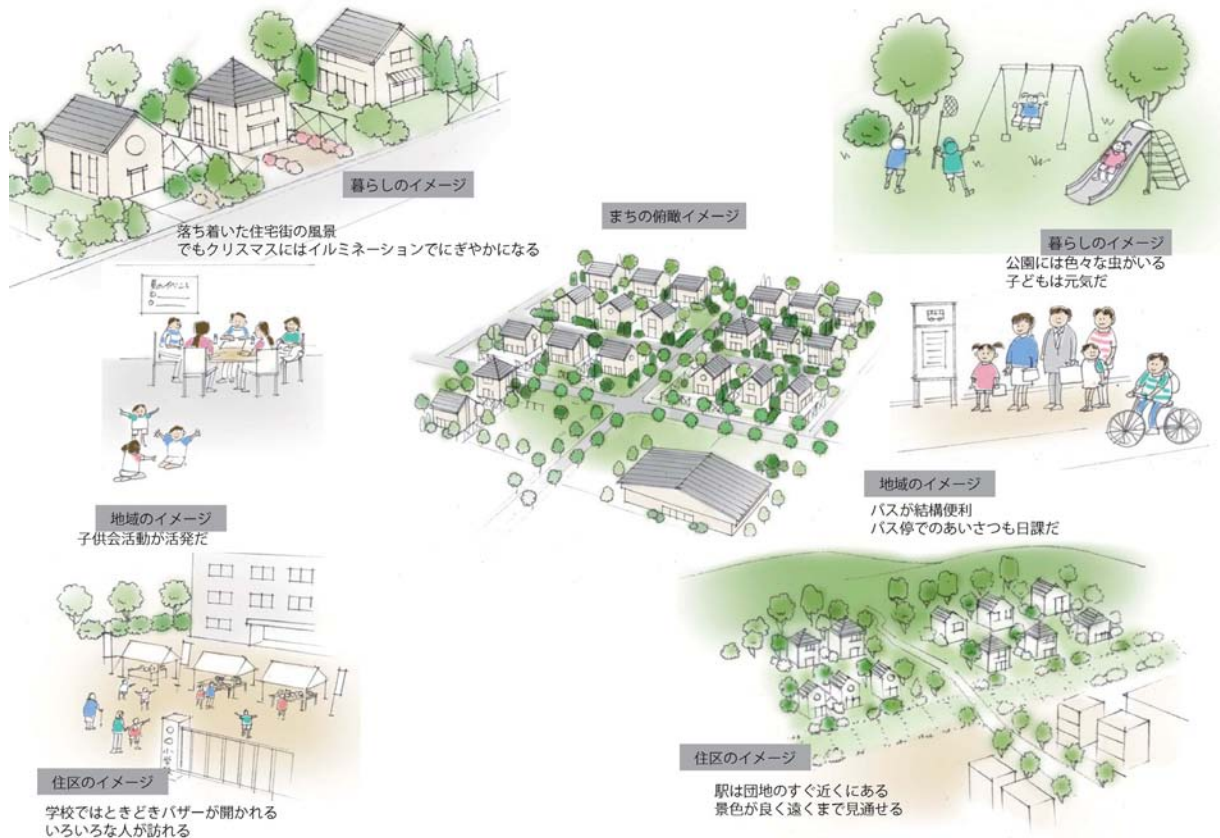 暮らしのイメージ
落ち着いた住宅街の風景
でもクリスマスにはイルミネーションでにぎやかになる
まちの俯瞰イメージ
暮らしのイメージ
公園には色々な虫がいる
子どもは元気だ
地域のイメージ
子供会活動が活発だ
地域のイメージ
バスが結構便利
バス停でのあいさつも日課だ
住区のイメージ
学校ではときどきバザーが開かれる
いろいろな人が訪れる
住区のイメージ
駅は団地のすぐ近くにある
景色が良く遠くまで見通せる